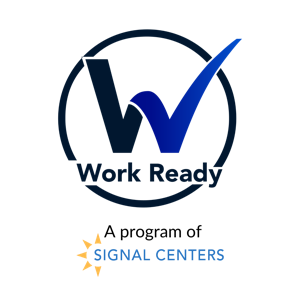 W
Work Ready
A program of
SIGNAL CENTERS